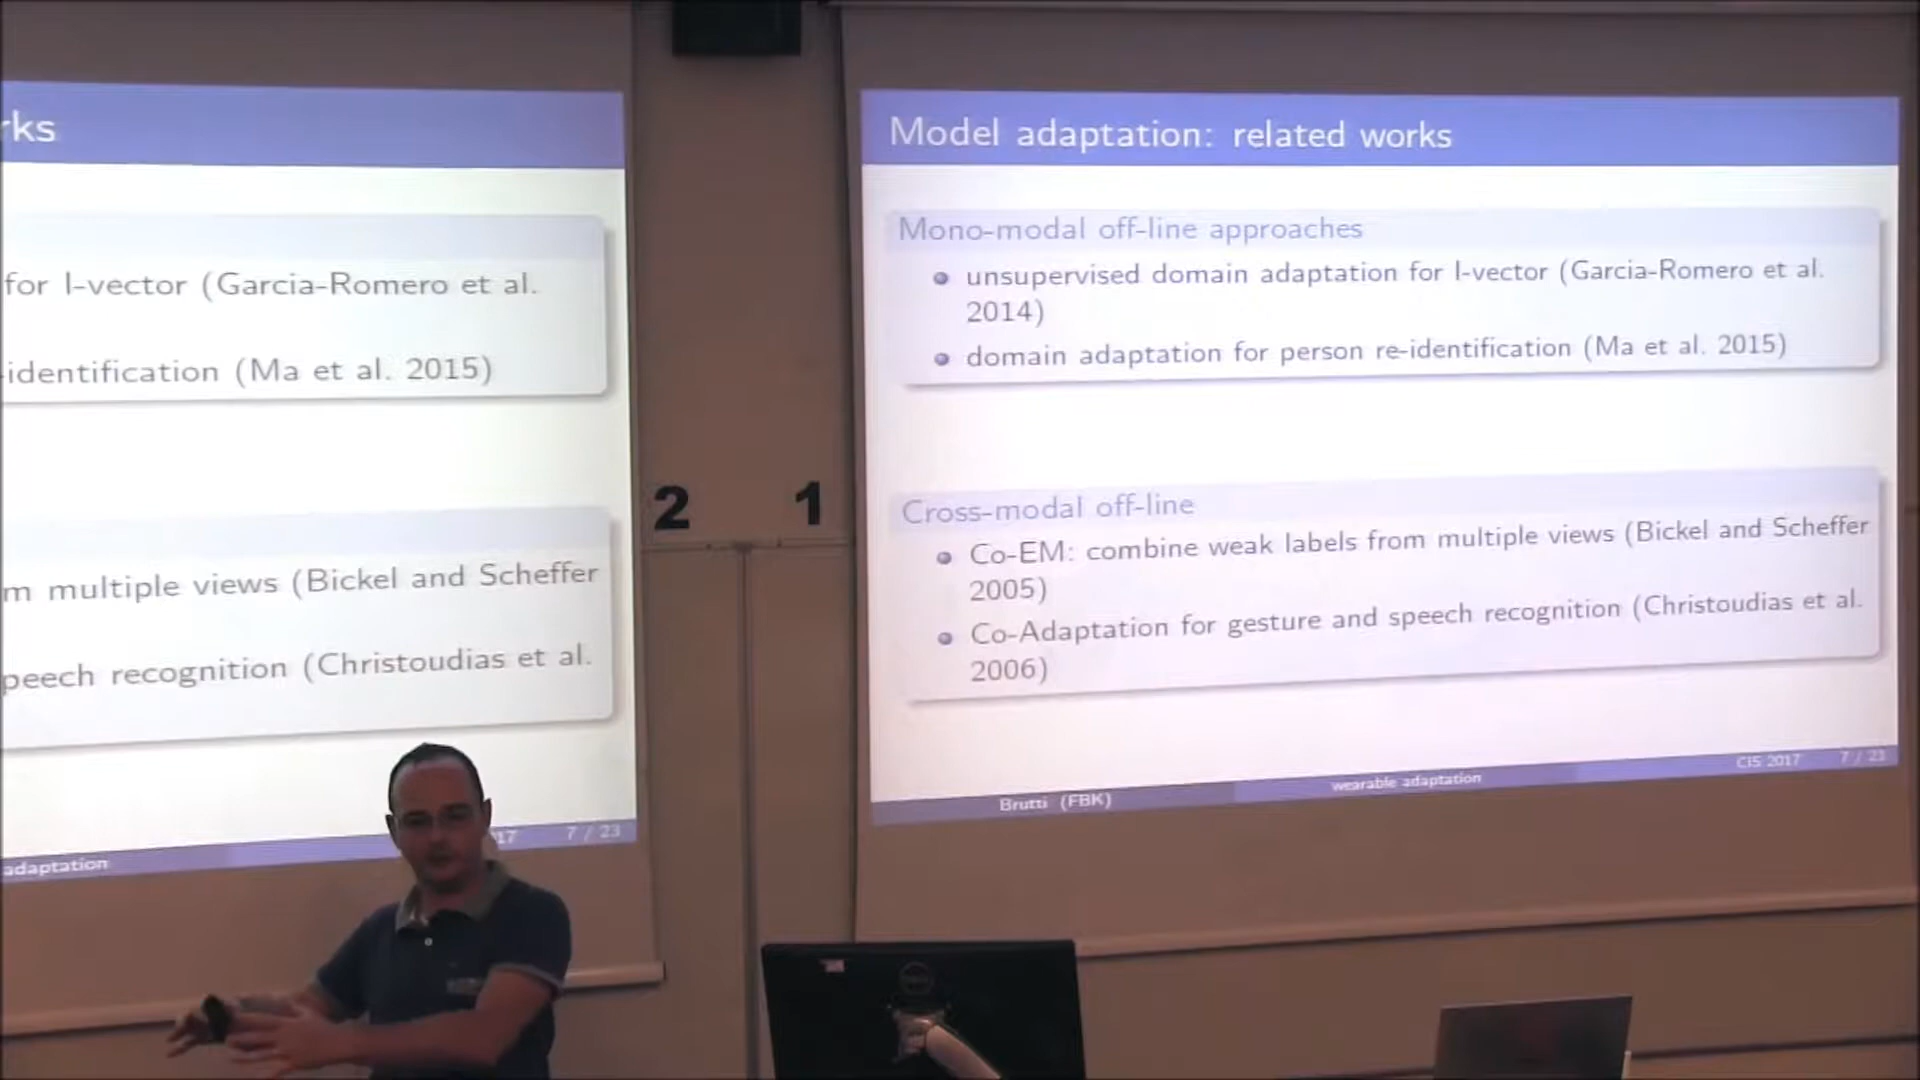 rks
for I-vector (Garcia-Romero et al.
identification (Ma et al. 2015)
m multiple views (Bickel and Scheffer
peech recognition (Christoudias et al.
adaptation
17 7 / 23
2
1
Model adaptation: related works
Mono-modal off-line approaches
unsupervised domain adaptation for I-vector (Garcia-Romero et al.
2014)
domain adaptation for person re-identification (Ma et al. 2015)
Cross-modal off-line
Co-EM: combine weak labels from multiple views (Bickel and Scheffer
2005)
Co-Adaptation for gesture and speech recognition (Christoudias et al.
2006)
Brutti (FBK) wearable adaptation CIS 2017 7 / 23